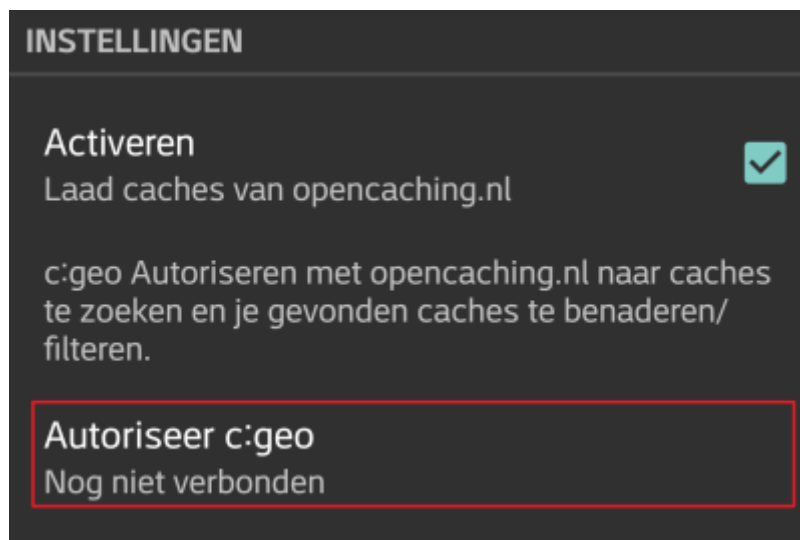 INSTELLINGEN
Activeren
Laad caches van opencaching.nl
c:geo Autoriseren met opencaching.nl naar caches
te zoeken en je gevonden caches te benaderen/
filteren.
Autoriseer c:geo
Nog niet verbonden